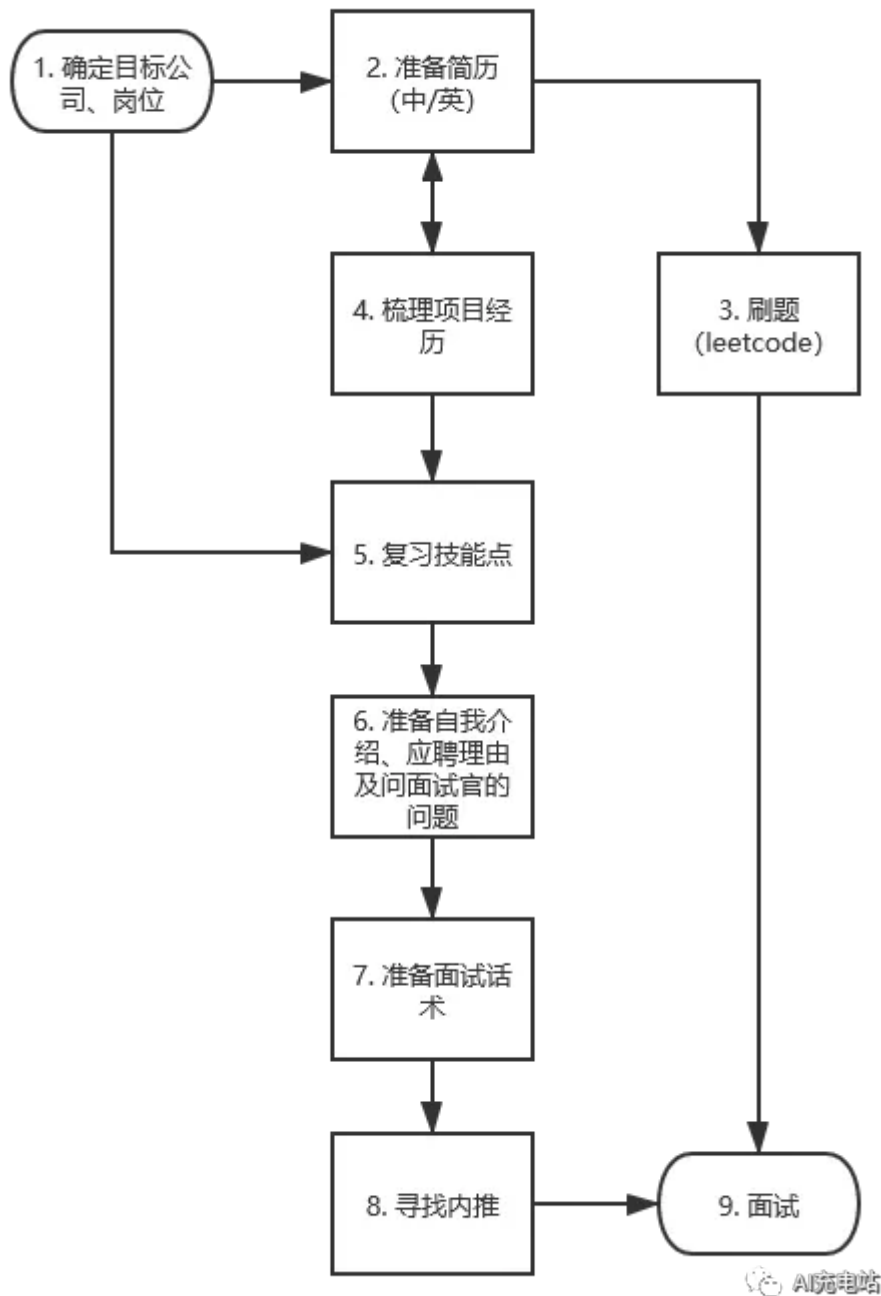 1. 确定目标公
司、岗位
2. 准备简历
(中/英)
4. 梳理项目经
历
3. 刷题
(leetcode)
5. 复习技能点
6. 准备自我介
绍、应聘理由
及问面试官的
问题
7. 准备面试话
术
8. 寻找内推
9. 面试
AI充电站